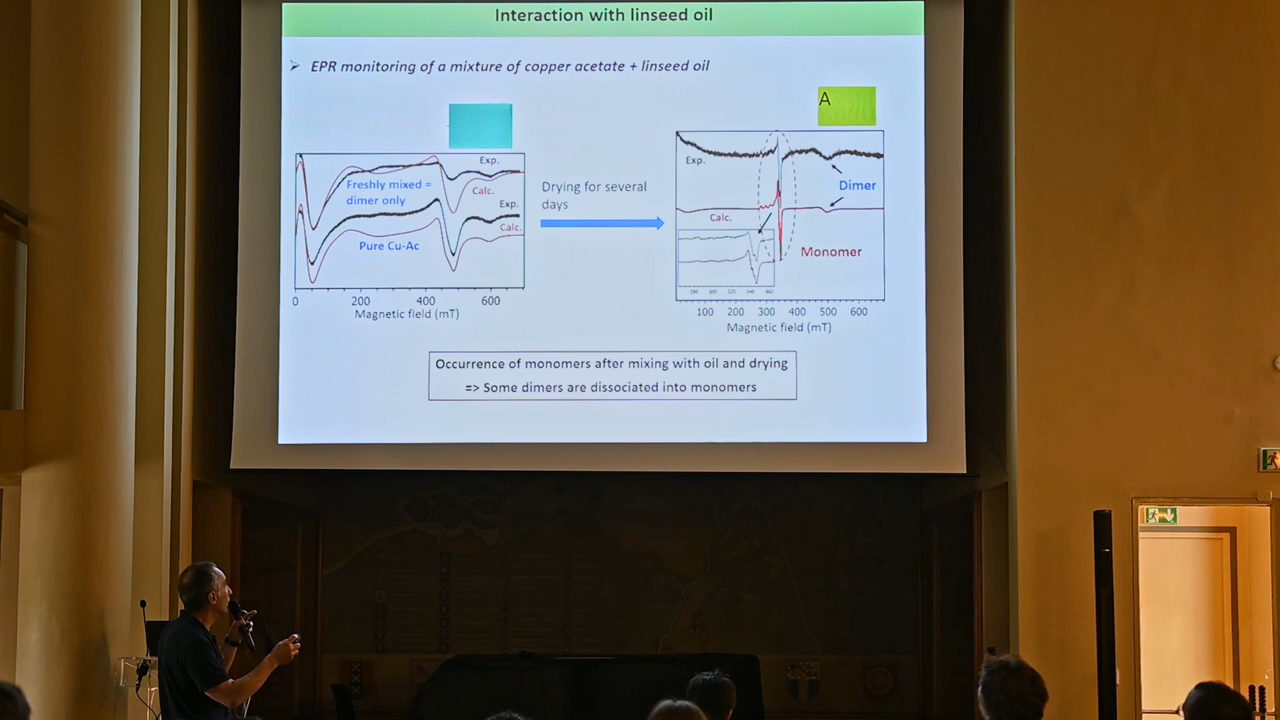 Interaction with linseed oil
➢ EPR monitoring of a mixture of copper acetate + linseed oil
Exp.
Freshly mixed =
dimer only
Calc.
Exp.
Calc.
Pure Cu-Ac
0 200 400 600
Magnetic field (mT)
Drying for several
days
A
Exp.
Dimer
Calc.
Monomer
100 200 300 400 500 600
Magnetic field (mT)
Occurrence of monomers after mixing with oil and drying
=> Some dimers are dissociated into monomers